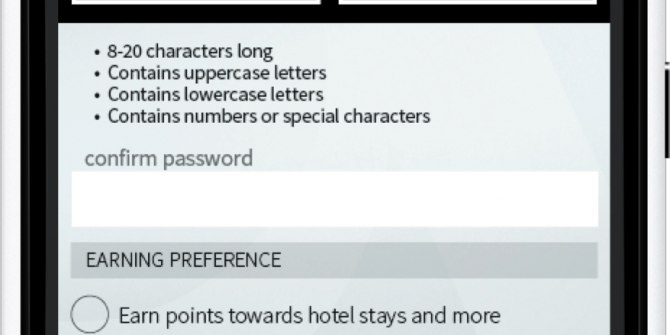 • 8-20 characters long
• Contains uppercase letters
• Contains lowercase letters
• Contains numbers or special characters
confirm password
EARNING PREFERENCE
Earn points towards hotel stays and more